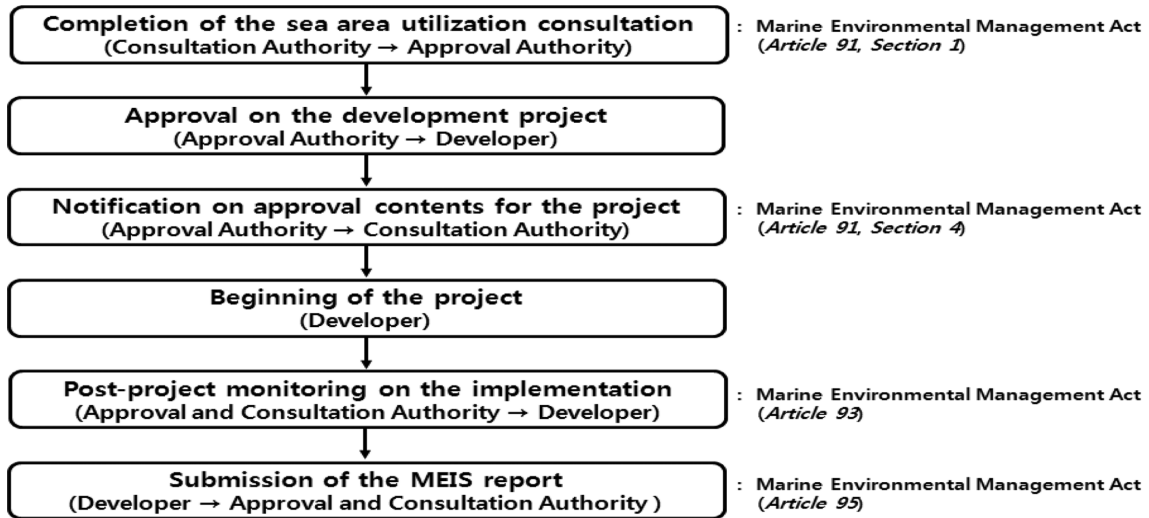 Completion of the sea area utilization consultation
(Consultation Authority → Approval Authority)
: Marine Environmental Management Act
(Article 91, Section 1)
Approval on the development project
(Approval Authority → Developer)
Notification on approval contents for the project
(Approval Authority → Consultation Authority)
: Marine Environmental Management Act
(Article 91, Section 4)
Beginning of the project
(Developer)
Post-project monitoring on the implementation
(Approval and Consultation Authority → Developer)
: Marine Environmental Management Act
(Article 93)
Submission of the MEIS report
(Developer → Approval and Consultation Authority )
: Marine Environmental Management Act
(Article 95)